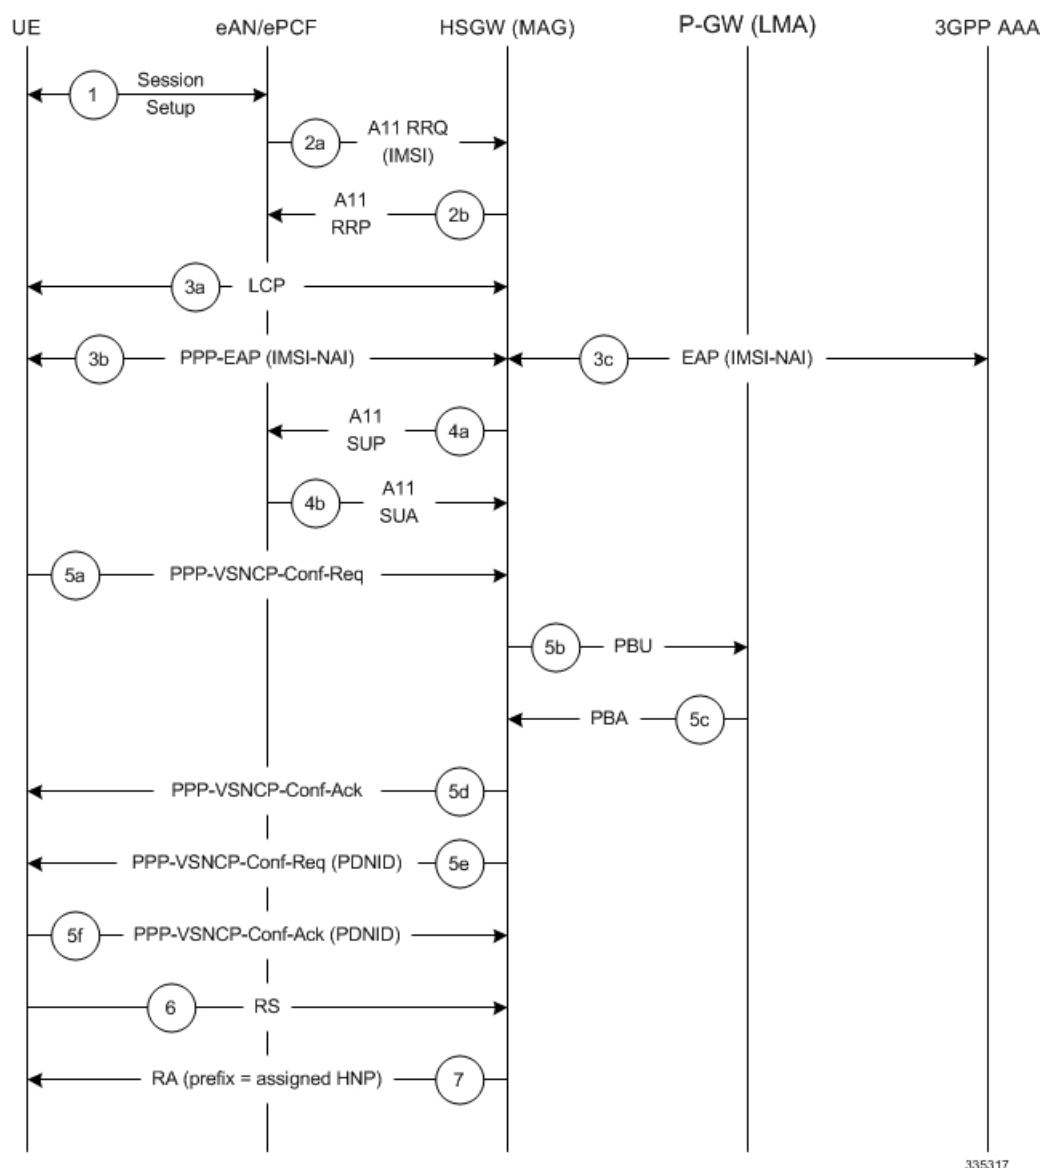 UE eAN/ePCF HSGW (MAG) P-GW (LMA) 3GPP AAA
1 Session
Setup
2a A11 RRQ
(IMSI)
A11
RRP 2b
3a LCP
3b PPP-EAP (IMSI-NAI) 3c EAP (IMSI-NAI)
A11
SUP 4a
4b A11
SUA
5a PPP-VSNCP-Conf-Req
5b PBU
PBA 5c
PPP-VSNCP-Conf-Ack 5d
PPP-VSNCP-Conf-Req (PDNID) 5e
5f PPP-VSNCP-Conf-Ack (PDNID)
6 RS
RA (prefix = assigned HNP) 7
335317